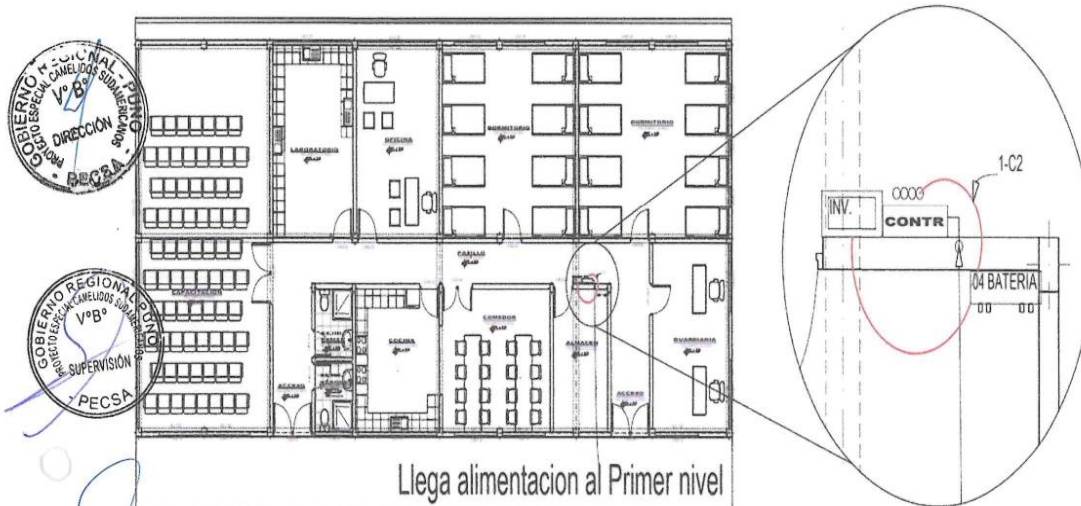 GOBIERNO REGIONAL - PUNO
PROYECTO ESPECIAL CAMELIDOS SUDAMERICANOS
V° B°
DIRECCIÓN
- PECSA -
GOBIERNO REGIONAL PUNO
PROYECTO ESPECIAL CAMELIDOS SUDAMERICANOS
V°B°
SUPERVISIÓN
- PECSA
LABORATORIO
OFICINA
DORMITORIO
DORMITORIO
PASILLO
CAPACITACION
COCINA
COMEDOR
ALMACEN
GUARDIANIA
ACCESO
ACCESO
1-C2
INV.
CONTR
04 BATERIA
Llega alimentacion al Primer nivel